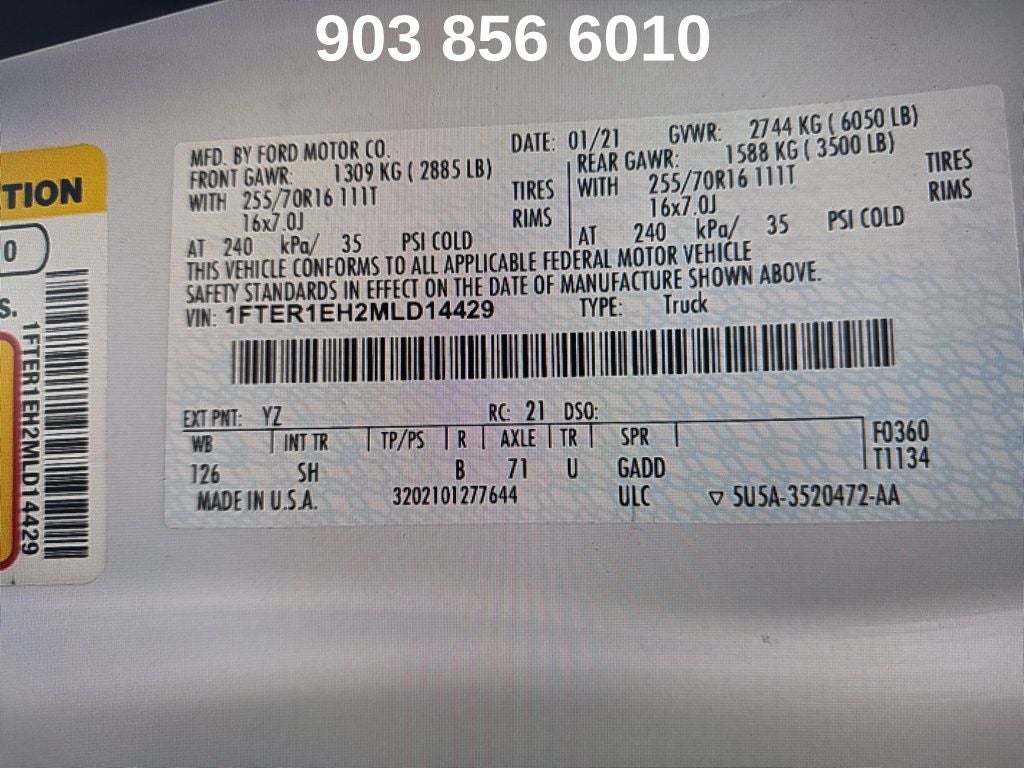 903 856 6010
MFD. BY FORD MOTOR CO. DATE: 01/21 GVWR: 2744 KG ( 6050 LB)
FRONT GAWR: 1309 KG ( 2885 LB) REAR GAWR: 1588 KG ( 3500 LB)
WITH 255/70R16 111T TIRES WITH 255/70R16 111T TIRES
16x7.0J RIMS 16x7.0J RIMS
AT 240 kPa/ 35 PSI COLD AT 240 kPa/ 35 PSI COLD
THIS VEHICLE CONFORMS TO ALL APPLICABLE FEDERAL MOTOR VEHICLE
SAFETY STANDARDS IN EFFECT ON THE DATE OF MANUFACTURE SHOWN ABOVE.
VIN: 1FTER1EH2MLD14429 TYPE: Truck
EXT PNT: YZ RC: 21 DSO:
WB INT TR TP/PS R AXLE TR SPR F0360
126 SH B 71 U GADD T1134
MADE IN U.S.A. 3202101277644 ULC ▽ 5U5A-3520472-AA
TION
0
S.
1FTER1EH2MLD14429